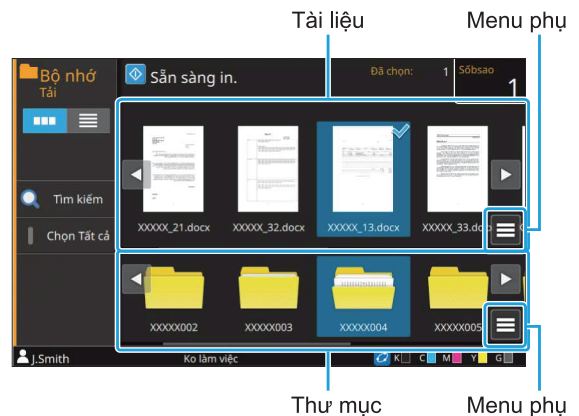 Tài liệu
Menu phụ
Bộ nhớ
Tải
Sẵn sàng in.
Đã chọn:
1
Sốbsao
1
Tìm kiếm
Chọn Tất cả
XXXXX_21.docx
XXXXX_32.docx
XXXXX_13.docx
XXXXX_33.docx
XXXXX002
XXXXX003
XXXXX004
XXXXX005
J.Smith
Ko làm việc
K C M Y G
Thư mục
Menu phụ